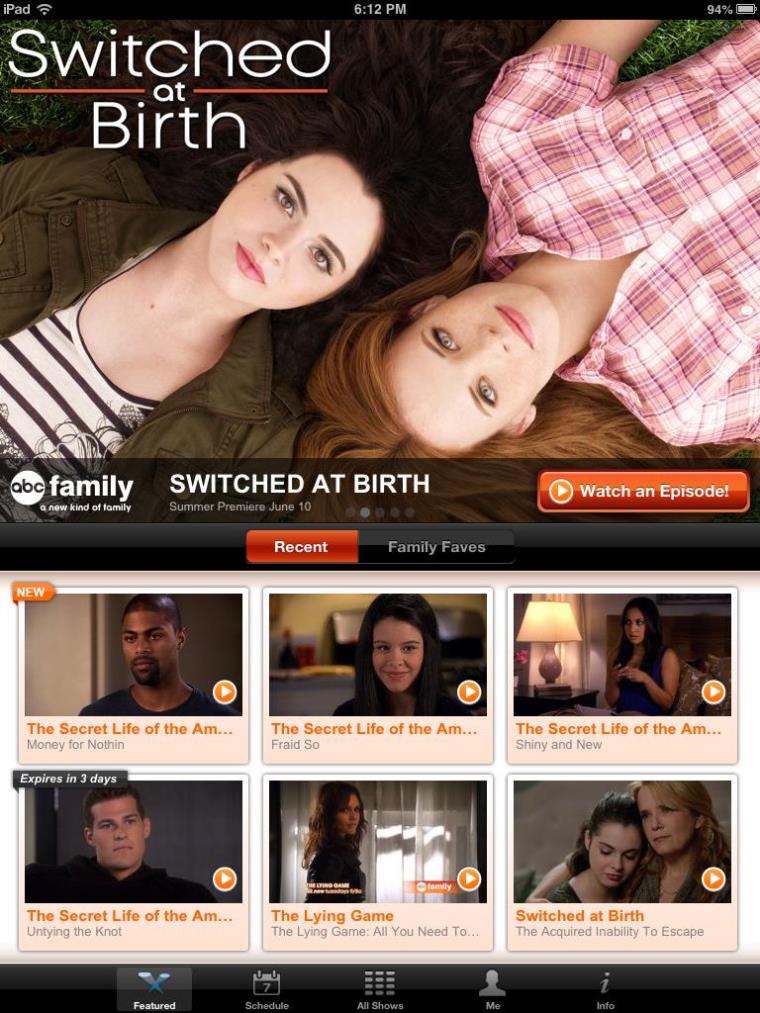 iPad 6:12 PM 94%
Switched
at
Birth
abc family
a new kind of family
SWITCHED AT BIRTH
Summer Premiere June 10
Watch an Episode!
Recent Family Faves
NEW
The Secret Life of the Am...
Money for Nothin
The Secret Life of the Am...
Fraid So
The Secret Life of the Am...
Shiny and New
Expires in 3 days
The Secret Life of the Am...
Untying the Knot
THE LYING GAME
abc family
The Lying Game
The Lying Game: All You Need To...
Switched at Birth
The Acquired Inability To Escape
7
Featured Schedule All Shows Me Info